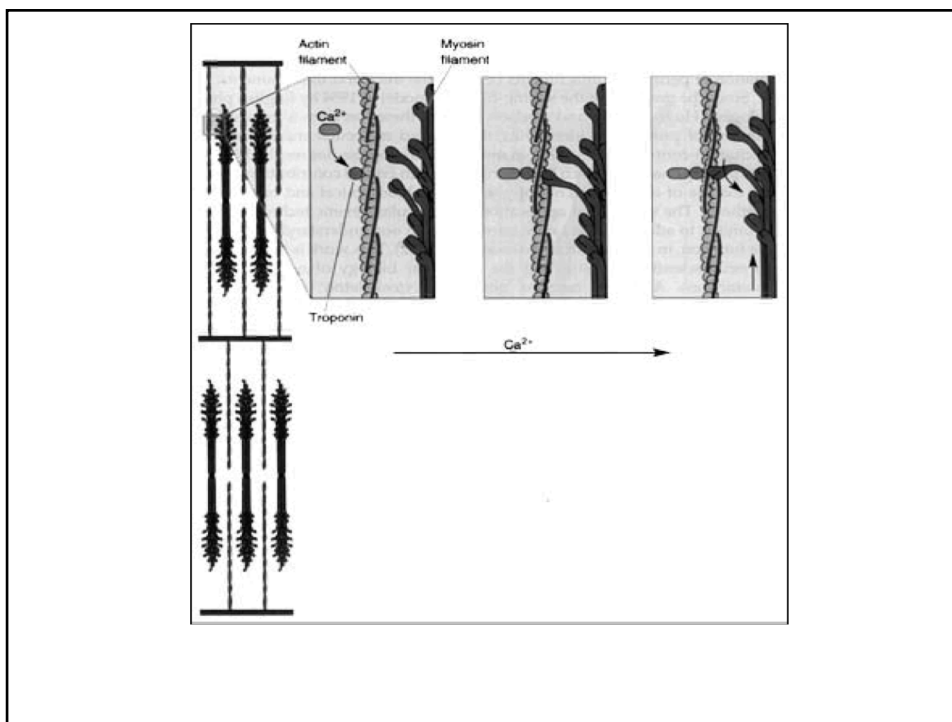 Actin
filament
Myosin
filament
Ca²⁺
Troponin
Ca²⁺